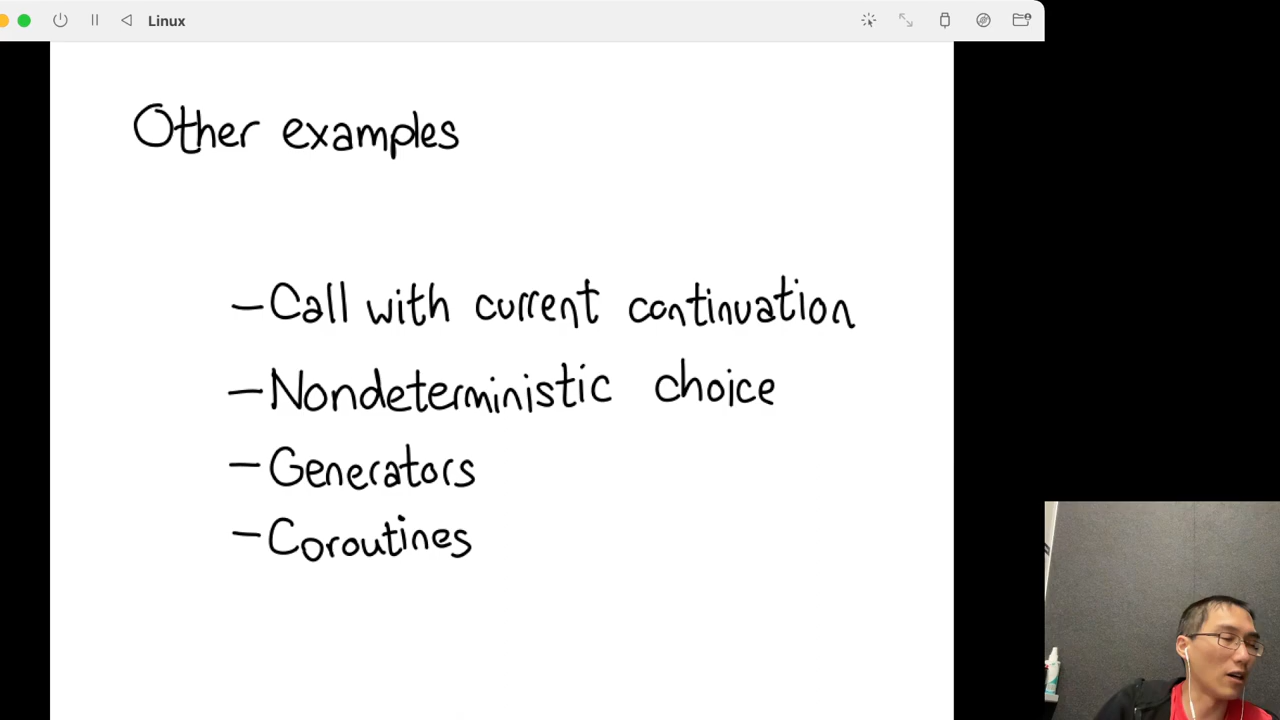 Linux
Other examples
– Call with current continuation
– Nondeterministic choice
– Generators
– Coroutines